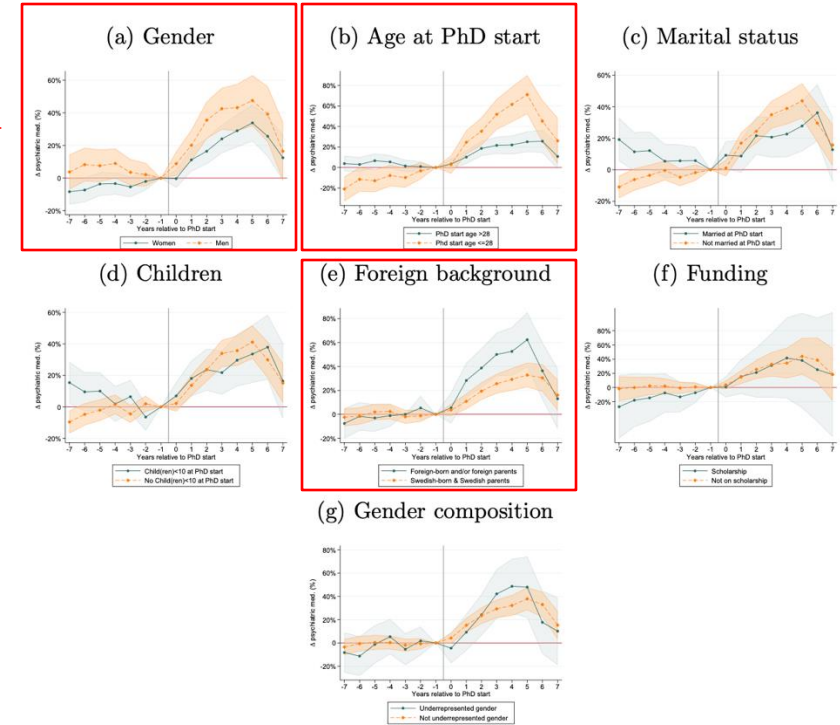 (a) Gender
Δ psychiatric med. (%)
60%
40%
20%
0
20%
-7 -6 -5 -4 -3 -2 -1 0 1 2 3 4 5 6 7
Years relative to PhD start
Women Men
(b) Age at PhD start
Δ psychiatric med. (%)
80%
60%
40%
20%
0
20%
-7 -6 -5 -4 -3 -2 -1 0 1 2 3 4 5 6 7
Years relative to PhD start
PhD start age >28
Phd start age <=28
(c) Marital status
Δ psychiatric med. (%)
60%
40%
20%
0
-20%
-7 -6 -5 -4 -3 -2 -1 0 1 2 3 4 5 6 7
Years relative to PhD start
Married at PhD start
Not married at PhD start
(d) Children
Δ psychiatric med. (%)
60%
40%
20%
0
-20%
-7 -6 -5 -4 -3 -2 -1 0 1 2 3 4 5 6 7
Years relative to PhD start
Child(ren)<10 at PhD start
No Child(ren)<10 at PhD start
(e) Foreign background
Δ psychiatric med. (%)
80%
60%
40%
20%
0
-20%
-7 -6 -5 -4 -3 -2 -1 0 1 2 3 4 5 6 7
Years relative to PhD start
Foreign-born and/or foreign parents
Swedish-born & Swedish parents
(f) Funding
Δ psychiatric med. (%)
80%
60%
40%
20%
0
-20%
-7 -6 -5 -4 -3 -2 -1 0 1 2 3 4 5 6 7
Years relative to PhD start
Scholarship
Not on scholarship
(g) Gender composition
Δ psychiatric med. (%)
80%
60%
40%
20%
0
20%
-7 -6 -5 -4 -3 -2 -1 0 1 2 3 4 5 6 7
Years relative to PhD start
Underrepresented gender
Not underrepresented gender